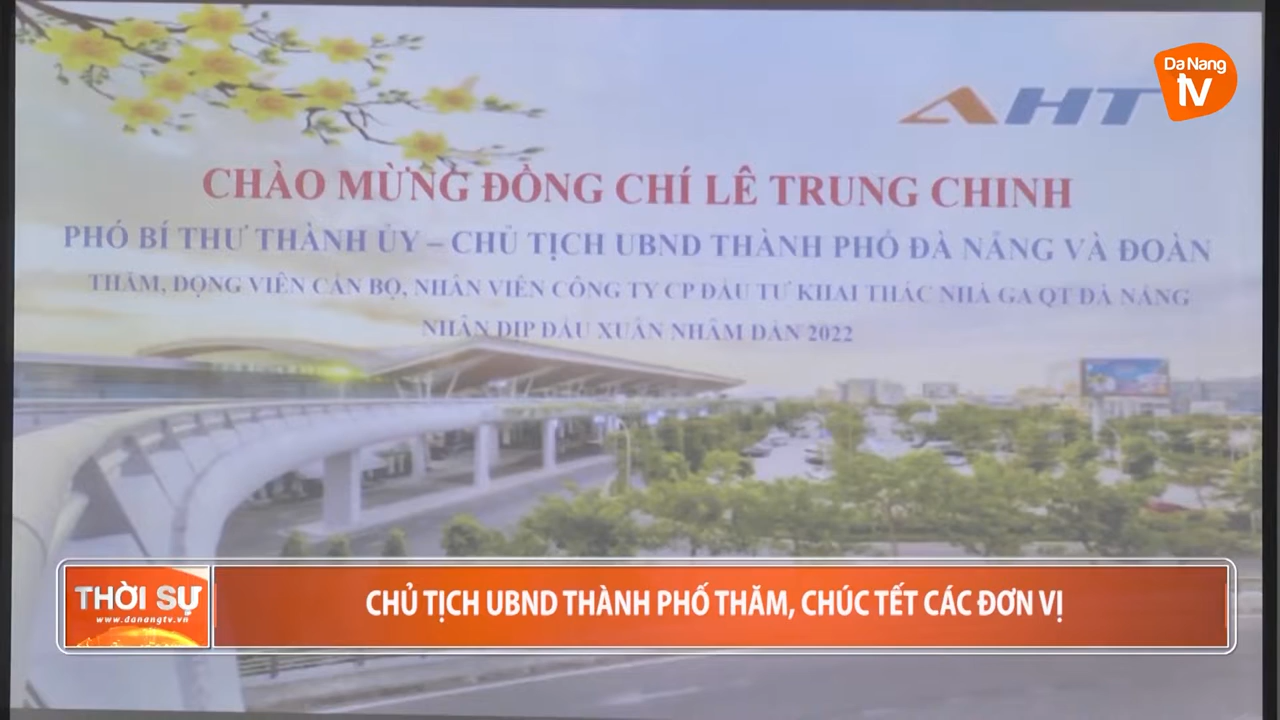 Da Nang
tv
AHT
CHÀO MỪNG ĐỒNG CHÍ LÊ TRUNG CHINH
PHÓ BÍ THƯ THÀNH ỦY – CHỦ TỊCH UBND THÀNH PHỐ ĐÀ NẴNG VÀ ĐOÀN
THĂM, ĐỘNG VIÊN CÁN BỘ, NHÂN VIÊN CÔNG TY CP ĐẦU TƯ KHAI THÁC NHÀ GA QT ĐÀ NẴNG
NHÂN DỊP ĐẦU XUÂN NHÂM DẦN 2022
THỜI SỰ
www.danangtv.vn
CHỦ TỊCH UBND THÀNH PHỐ THĂM, CHÚC TẾT CÁC ĐƠN VỊ